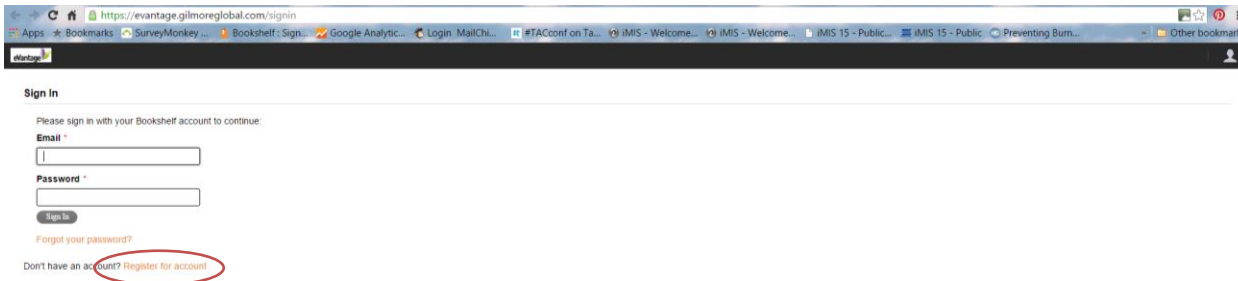 https://evantage.gilmoreglobal.com/signin
Apps Bookmarks SurveyMonkey ... Bookshelf : Sign... Google Analytic... Login MailChi... #TACconf on Ta... iMIS - Welcome... iMIS - Welcome... iMIS 15 - Public... iMIS 15 - Public Preventing Burn... Other bookmar
eVantage
Sign In
Please sign in with your Bookshelf account to continue:
Email *
Password *
Sign In
Forgot your password?
Don't have an account? Register for account